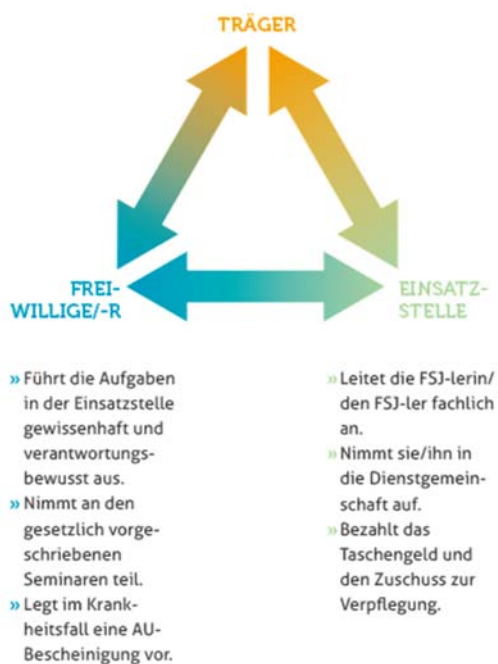 TRÄGER
FREI-
WILLIGE/-R
EINSATZ-
STELLE
» Führt die Aufgaben
in der Einsatzstelle
gewissenhaft und
verantwortungs-
bewusst aus.
» Nimmt an den
gesetzlich vorge-
schriebenen
Seminaren teil.
» Legt im Krank-
heitsfall eine AU-
Bescheinigung vor.
» Leitet die FSJ-lerin/
den FSJ-ler fachlich
an.
» Nimmt sie/ihn in
die Dienstgemein-
schaft auf.
» Bezahlt das
Taschengeld und
den Zuschuss zur
Verpflegung.